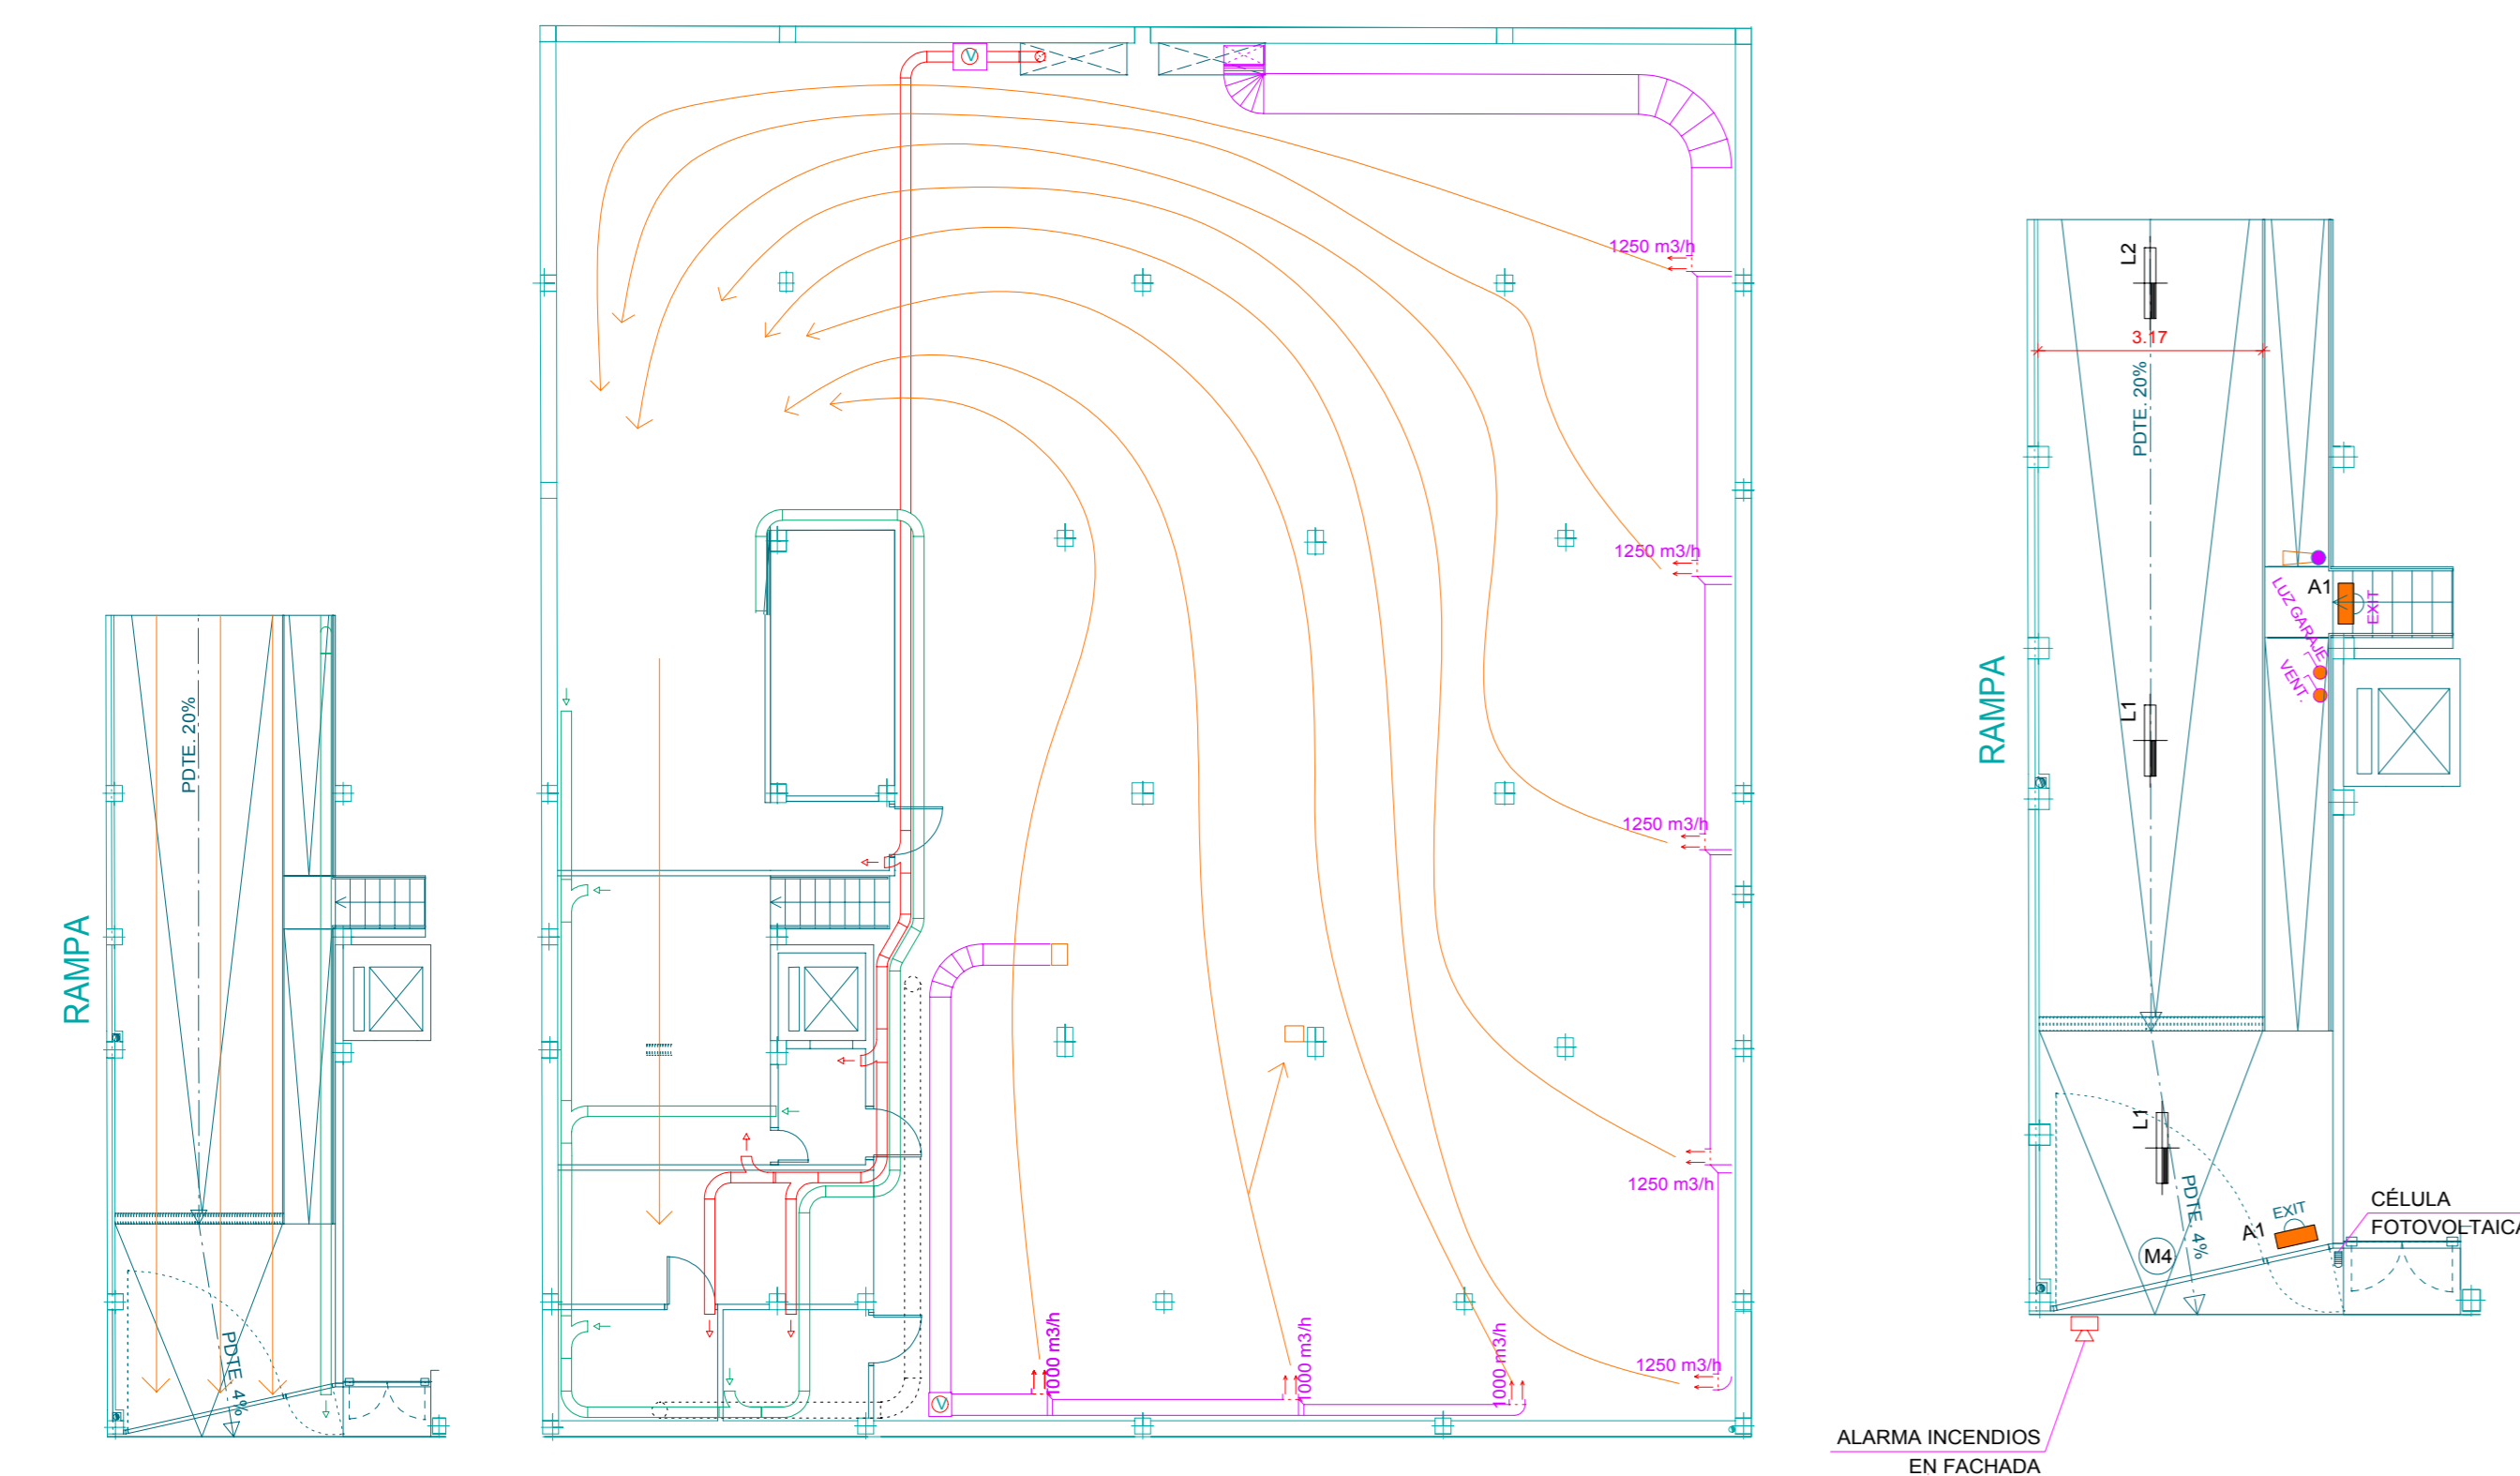 RAMPA
PDTE. 20%
PDTE 4%
V
1250 m3/h
1250 m3/h
1250 m3/h
1250 m3/h
1250 m3/h
1000 m3/h
1000 m3/h
1000 m3/h
V
RAMPA
L2
3.17
PDTE. 20%
A1
EXIT
LUZ GARAJE
VENT.
L1
L1
PDTE 4%
EXIT
A1
M4
CÉLULA
FOTOVOLTAICA
ALARMA INCENDIOS
EN FACHADA